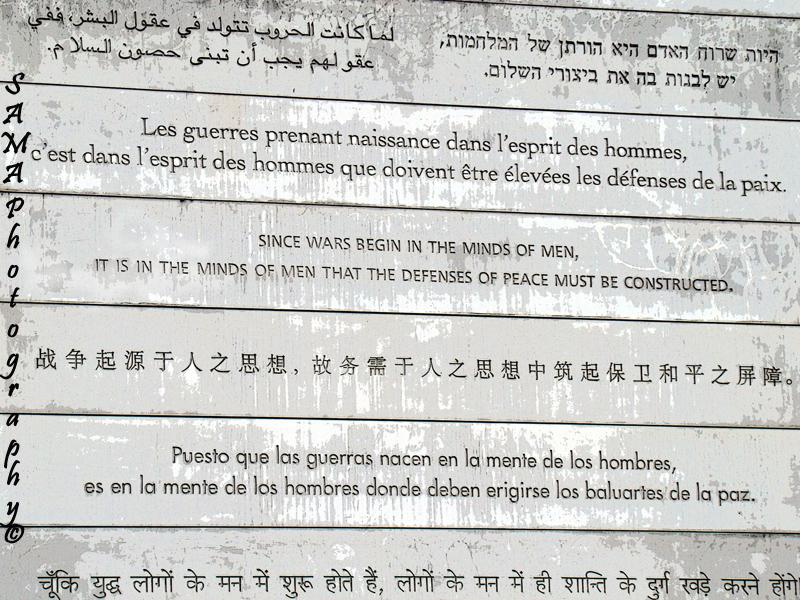 لما كانت الحروب تتولد في عقول البشر، ففي
عقولهم يجب أن تبنى حصون السلام.
היות שרוח האדם היא הורתן של המלחמות,
יש לבנות בה את ביצורי השלום.
Les guerres prenant naissance dans l'esprit des hommes,
c'est dans l'esprit des hommes que doivent être élevées les défenses de la paix.
SINCE WARS BEGIN IN THE MINDS OF MEN,
IT IS IN THE MINDS OF MEN THAT THE DEFENSES OF PEACE MUST BE CONSTRUCTED.
战争起源于人之思想,故务需于人之思想中筑起保卫和平之屏障。
Puesto que las guerras nacen en la mente de los hombres,
es en la mente de los hombres donde deben erigirse los baluartes de la paz.
चूँकि युद्ध लोगों के मन में शुरू होते हैं, लोगों के मन में ही शान्ति के दुर्ग खड़े करने होंगे
SAMAPhotography©